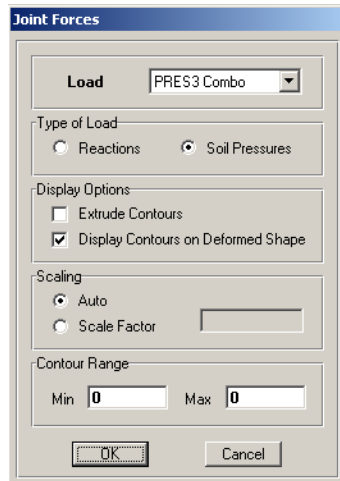 Joint Forces
Load PRES3 Combo
Type of Load
Reactions Soil Pressures
Display Options
Extrude Contours
Display Contours on Deformed Shape
Scaling
Auto
Scale Factor
Contour Range
Min 0 Max 0
OK Cancel